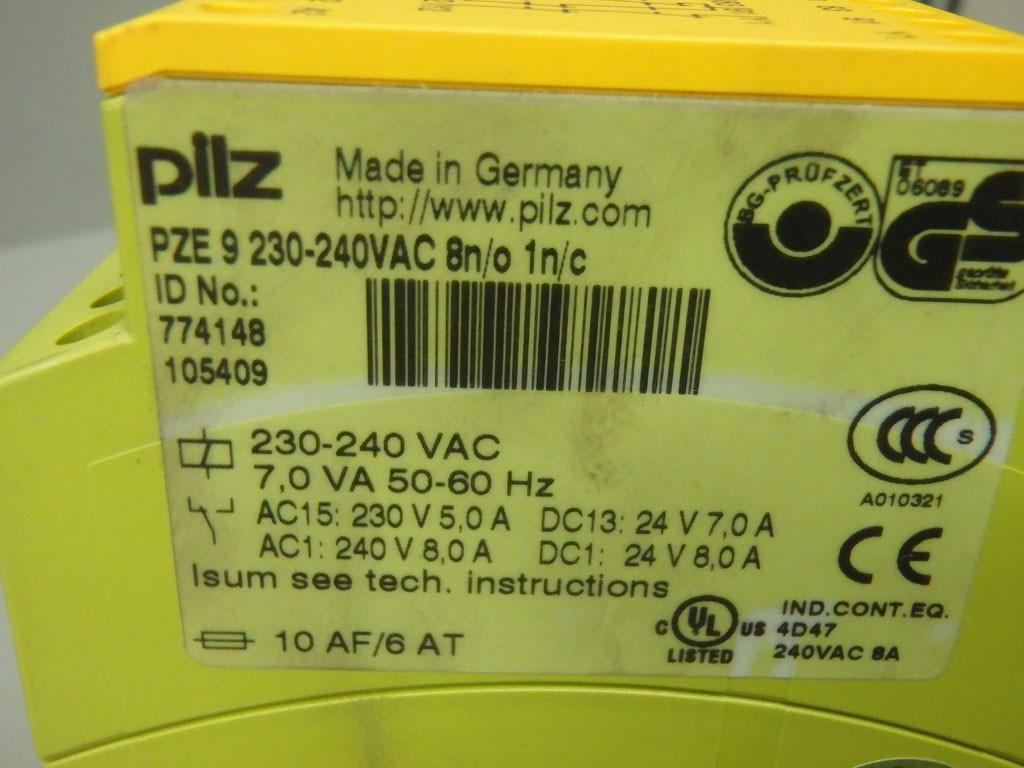 pilz
Made in Germany
http://www.pilz.com
BG-PRÜFZERT
ET
06089
GS
geprüfte
Sicherheit
PZE 9 230-240VAC 8n/o 1n/c
ID No.:
774148
105409
230-240 VAC
7,0 VA 50-60 Hz
AC15: 230 V 5,0 A DC13: 24 V 7,0 A
AC1: 240 V 8,0 A DC1: 24 V 8,0 A
Isum see tech. instructions
10 AF/6 AT
CCC S
A010321
CE
C UL US
LISTED
IND.CONT.EQ.
4D47
240VAC 8A